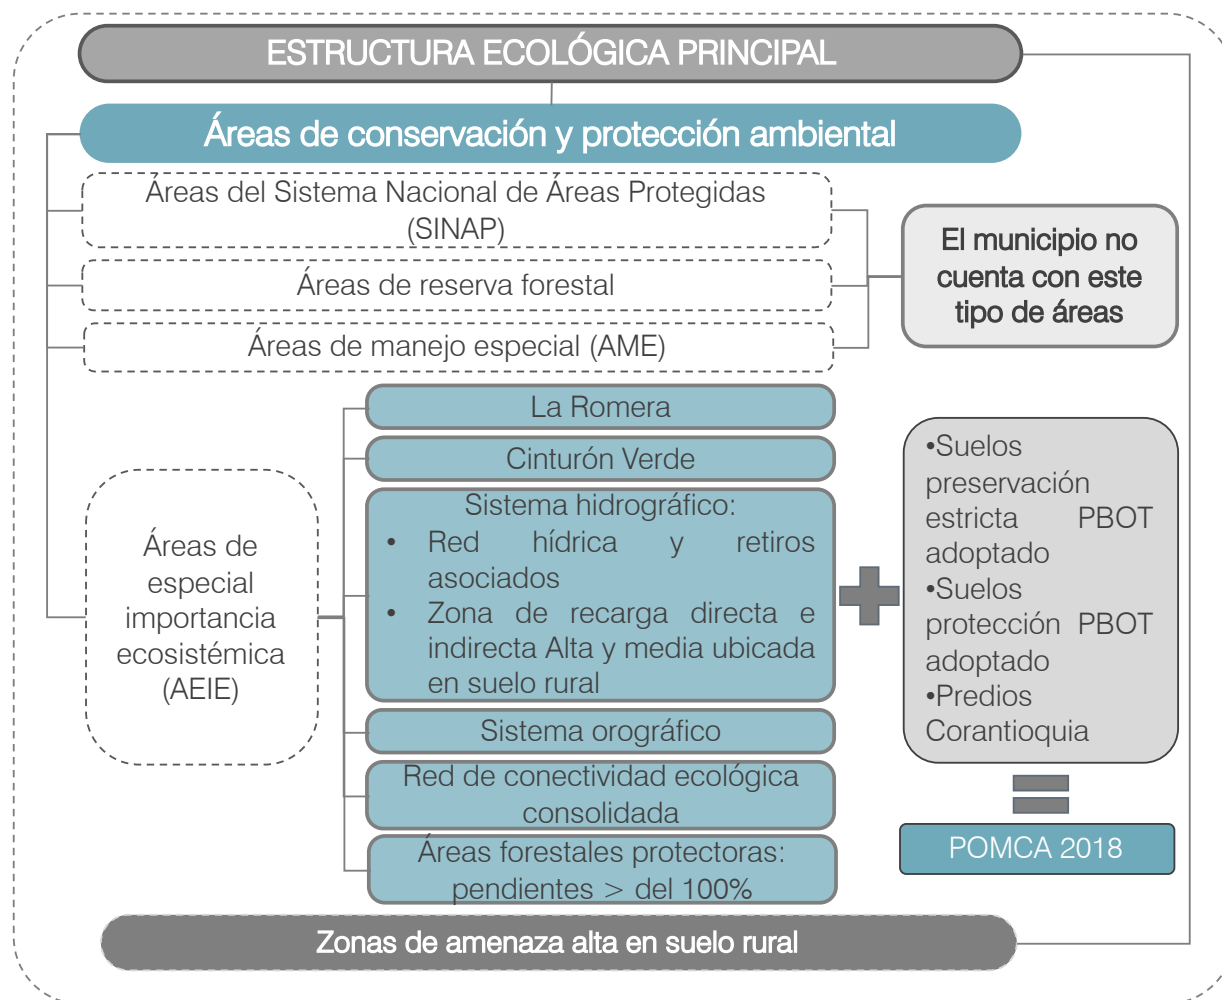 ESTRUCTURA ECOLÓGICA PRINCIPAL
Áreas de conservación y protección ambiental
Áreas del Sistema Nacional de Áreas Protegidas
(SINAP)
Áreas de reserva forestal
Áreas de manejo especial (AME)
El municipio no
cuenta con este
tipo de áreas
Áreas de
especial
importancia
ecosistémica
(AEIE)
La Romera
Cinturón Verde
Sistema hidrográfico:
• Red hídrica y retiros
asociados
• Zona de recarga directa e
indirecta Alta y media ubicada
en suelo rural
Sistema orográfico
Red de conectividad ecológica
consolidada
Áreas forestales protectoras:
pendientes > del 100%
•Suelos
preservación
estricta PBOT
adoptado
•Suelos
protección PBOT
adoptado
•Predios
Corantioquia
POMCA 2018
Zonas de amenaza alta en suelo rural